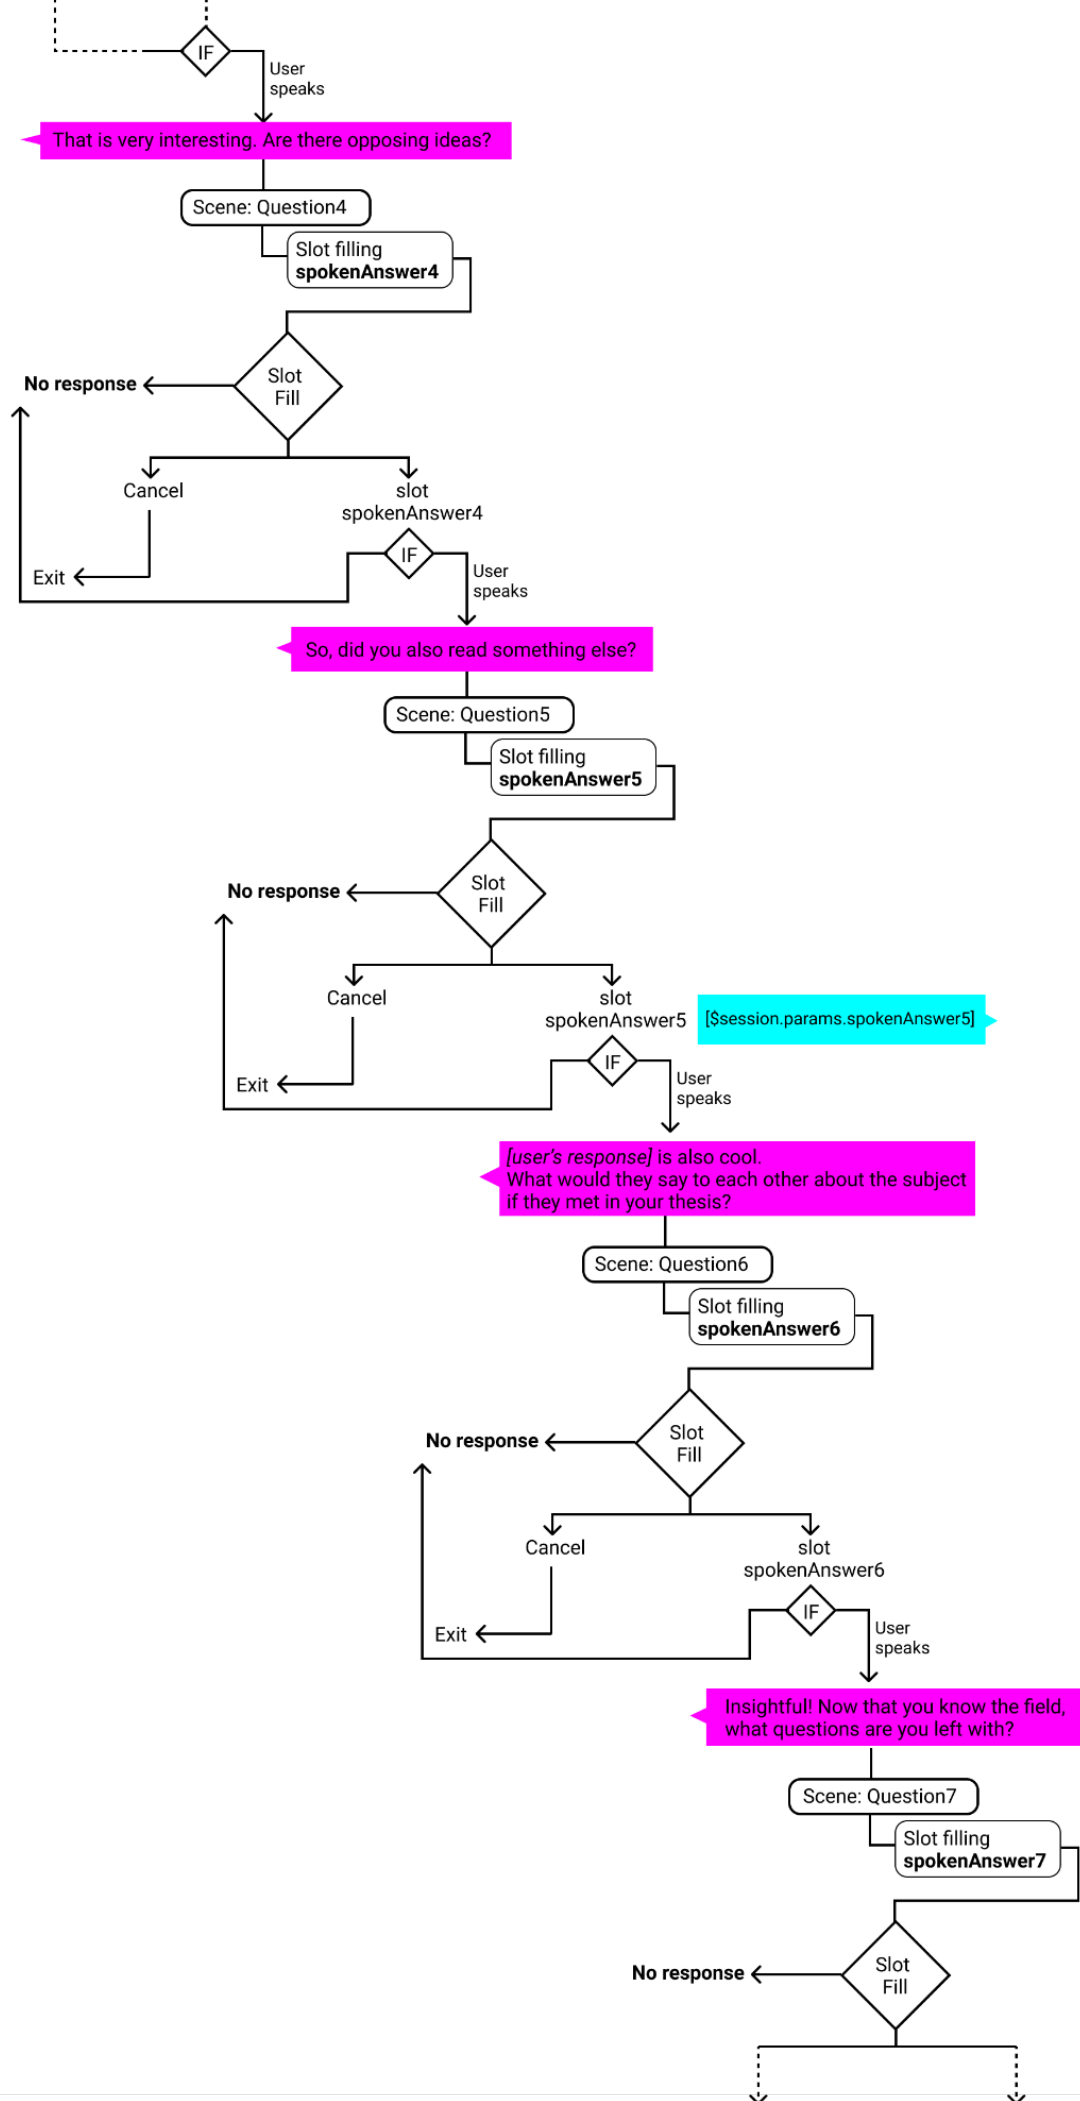 IF
User
speaks
That is very interesting. Are there opposing ideas?
Scene: Question4
Slot filling
spokenAnswer4
Slot
Fill
No response
Cancel
slot
spokenAnswer4
IF
Exit
User
speaks
So, did you also read something else?
Scene: Question5
Slot filling
spokenAnswer5
Slot
Fill
No response
Cancel
slot
spokenAnswer5
[$session.params.spokenAnswer5]
IF
Exit
User
speaks
[user's response] is also cool.
What would they say to each other about the subject
if they met in your thesis?
Scene: Question6
Slot filling
spokenAnswer6
Slot
Fill
No response
Cancel
slot
spokenAnswer6
IF
Exit
User
speaks
Insightful! Now that you know the field,
what questions are you left with?
Scene: Question7
Slot filling
spokenAnswer7
Slot
Fill
No response